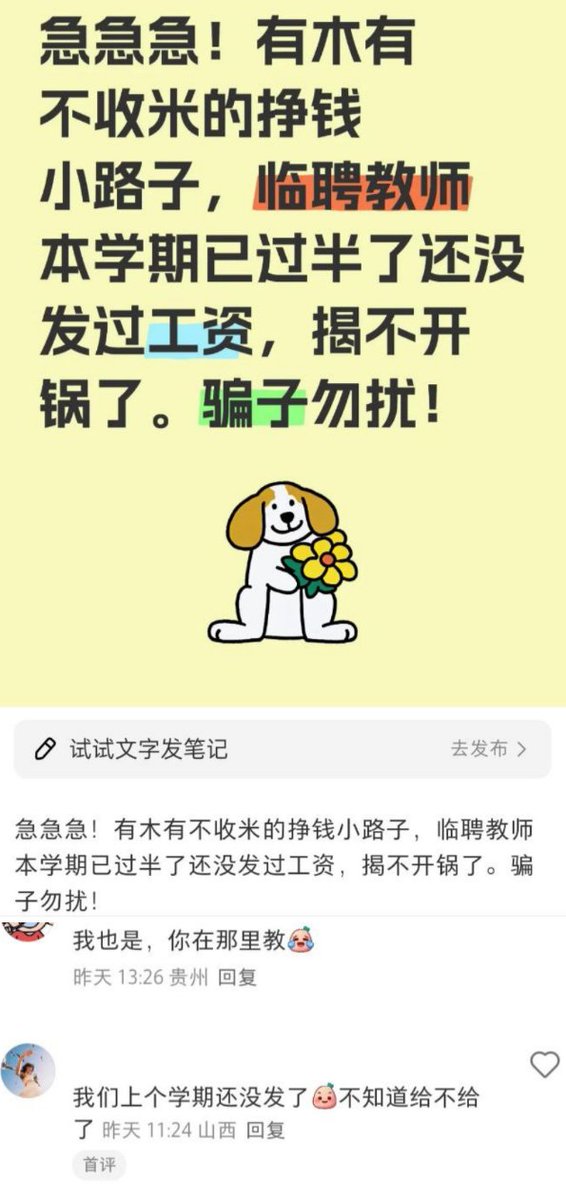 急急急！有木有
不收米的挣钱
小路子，临聘教师
本学期已过半了还没
发过工资，揭不开
锅了。骗子勿扰！
试试文字发笔记 去发布
急急急！有木有不收米的挣钱小路子，临聘教师
本学期已过半了还没发过工资，揭不开锅了。骗
子勿扰！
我也是，你在那里教
昨天 13:26 贵州 回复
我们上个学期还没发了不知道给不给
了 昨天 11:24 山西 回复
首评